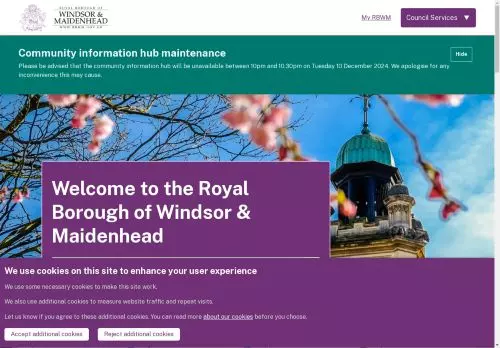 ROYAL BOROUGH OF
WINDSOR &
MAIDENHEAD
WWW.RBWM.GOV.UK
My RBWM
Council Services
Community information hub maintenance
Hide
Please be advised that the community information hub will be unavailable between 10pm and 10.30pm on Tuesday 10 December 2024. We apologise for any
inconvenience this may cause.
Welcome to the Royal
Borough of Windsor &
Maidenhead
We use cookies on this site to enhance your user experience
We use some necessary cookies to make this site work.
We also use additional cookies to measure website traffic and repeat visits.
Let us know if you agree to these additional cookies. You can read more about our cookies before you choose.
Accept additional cookies
Reject additional cookies